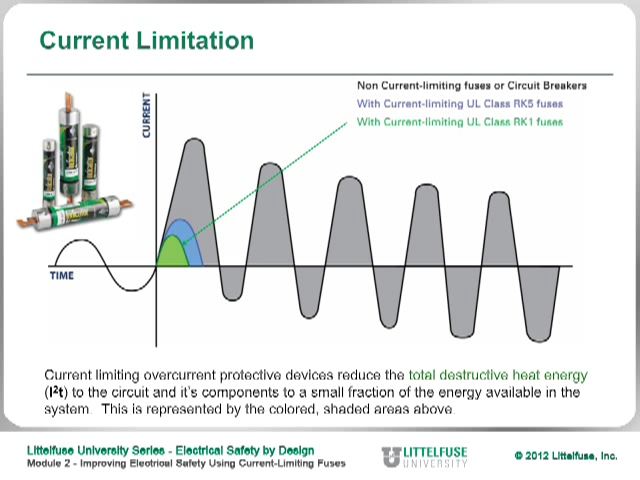 Current Limitation
Non Current-limiting fuses or Circuit Breakers
With Current-limiting UL Class RK5 fuses
With Current-limiting UL Class RK1 fuses
CURRENT
TIME
Current limiting overcurrent protective devices reduce the total destructive heat energy
(I²t) to the circuit and it's components to a small fraction of the energy available in the
system. This is represented by the colored, shaded areas above.
Littelfuse University Series - Electrical Safety by Design
Module 2 - Improving Electrical Safety Using Current-Limiting Fuses
LITTELFUSE
UNIVERSITY
© 2012 Littelfuse, Inc.